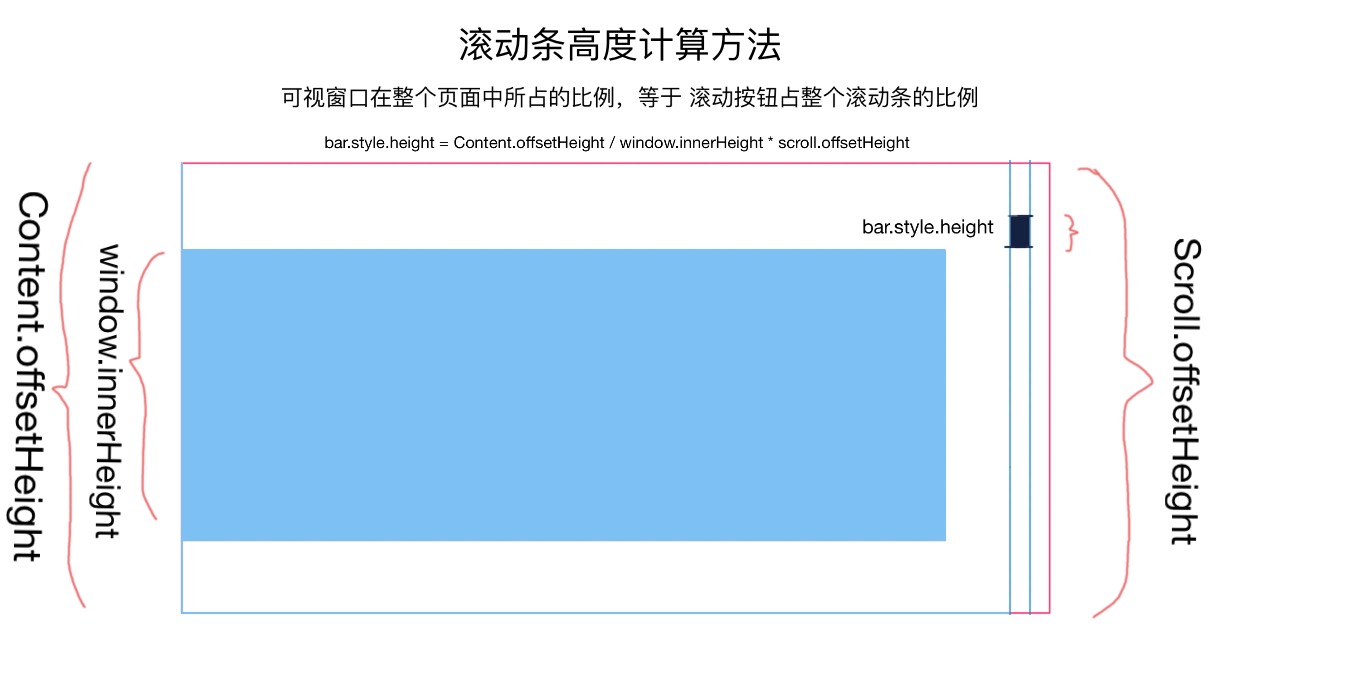 滚动条高度计算方法
可视窗口在整个页面中所占的比例，等于 滚动按钮占整个滚动条的比例
bar.style.height = Content.offsetHeight / window.innerHeight * scroll.offsetHeight
Content.offsetHeight
window.innerHeight
bar.style.height
Scroll.offsetHeight